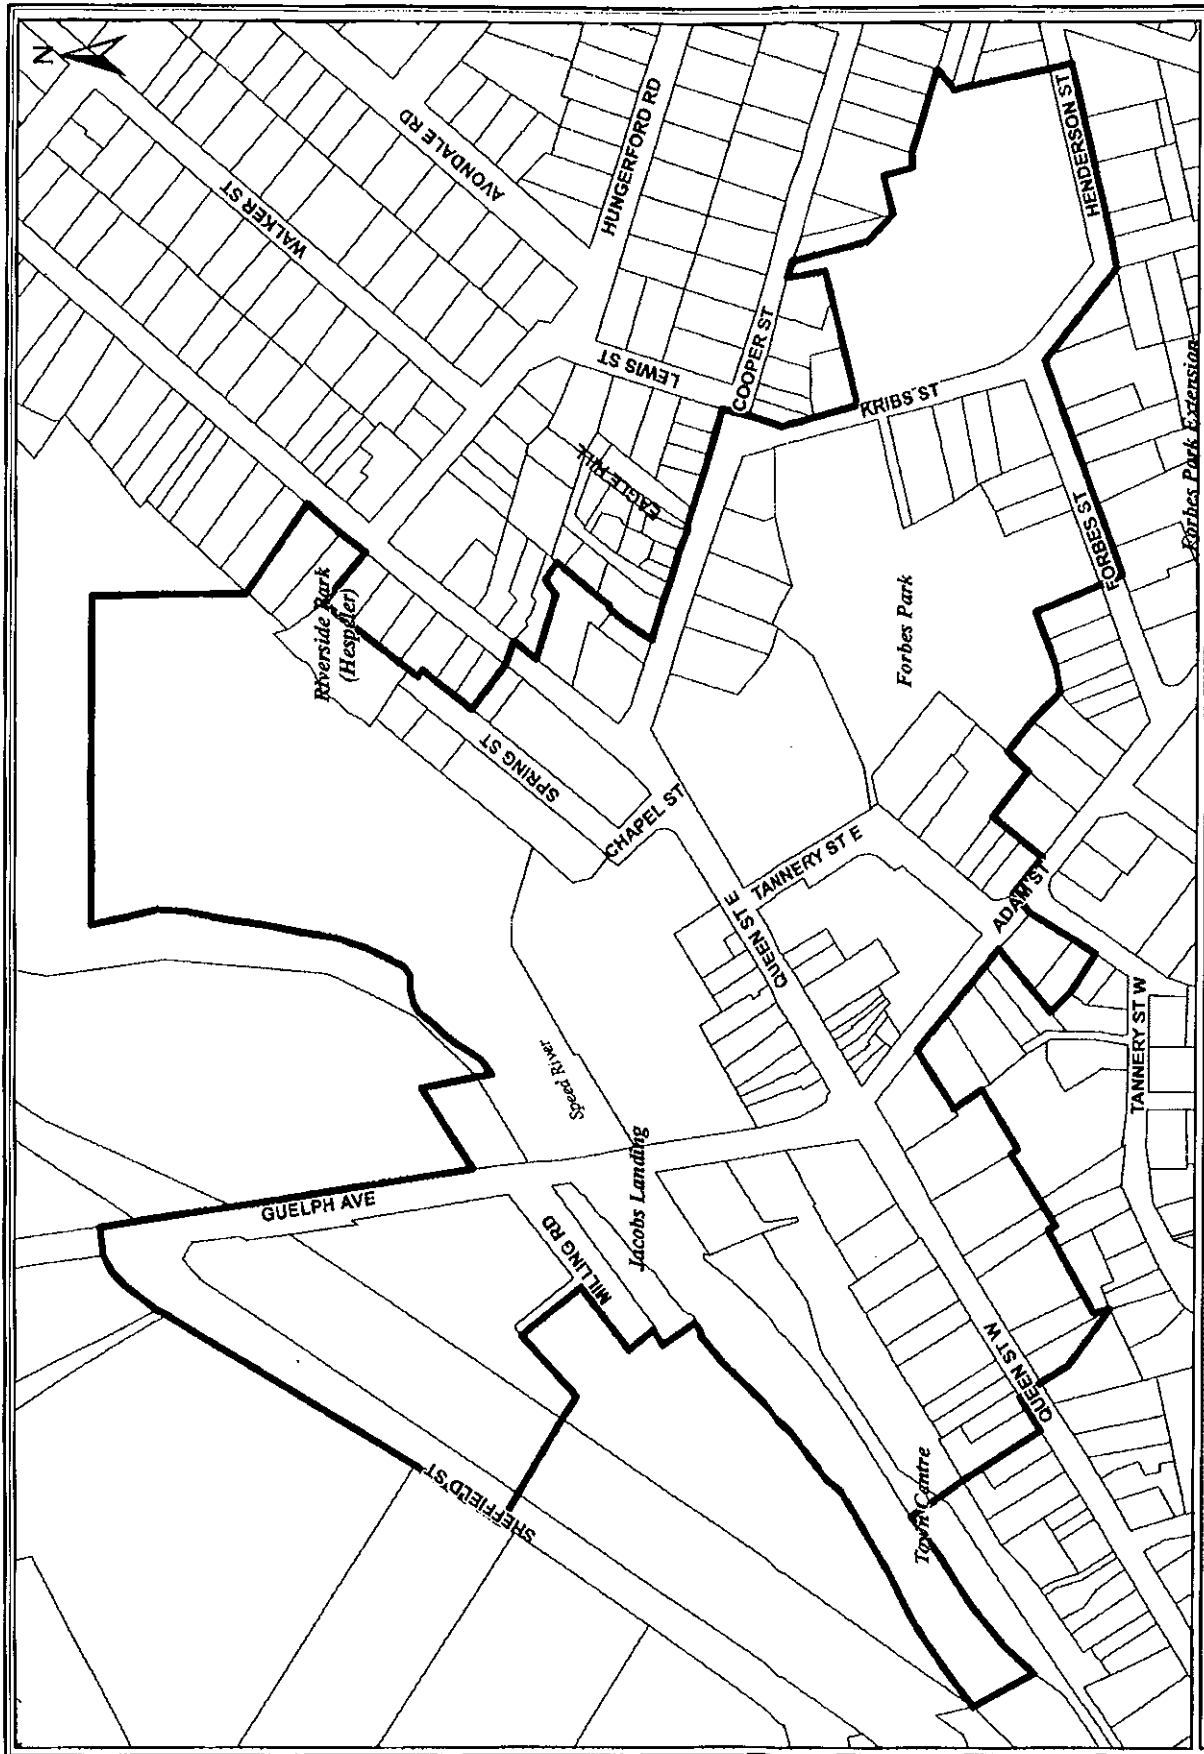 N
AVONDALE RD
HUNGERFORD RD
WALKER ST
HENDERSON ST
LEWIS ST
COOPER ST
KRIBS ST
EAGLE HILL
Forbes Park Extension
FORBES ST
Riverside Park
(Hespeler)
Forbes Park
SPRING ST
CHAPEL ST
TANNERY ST E
QUEEN ST E
ADAM ST
TANNERY ST W
Speed River
Jacobs Landing
GUELPH AVE
MILLING RD
QUEEN ST W
SHEFFIELD ST
Town Centre